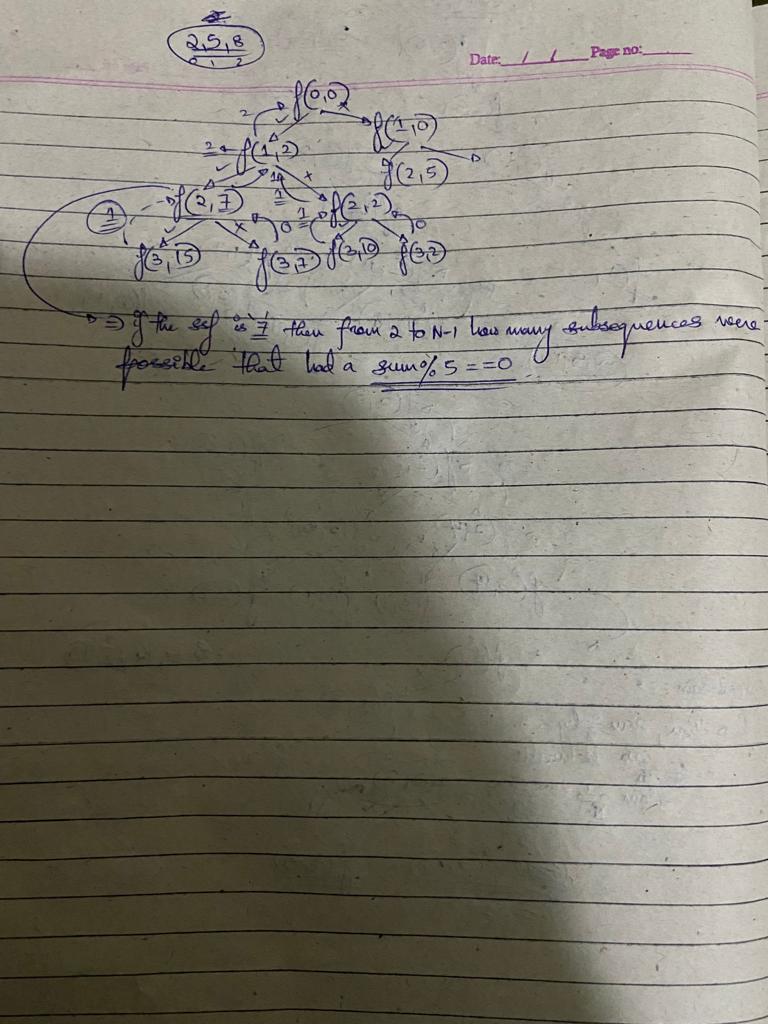 2,5,8
0 1 2
Date: / / Page no:
f(0,0)
2 f(1,0)
2 f(1,2)
f(2,5)
1 f(2,7) 1 1 x f(2,2)
x 0 1 0
f(3,15) f(3,7) f(3,10) f(3,2)
⇒ if the ssf is 7 then from 2 to N-1 how many subsequences were
possible that had a sum%5==0